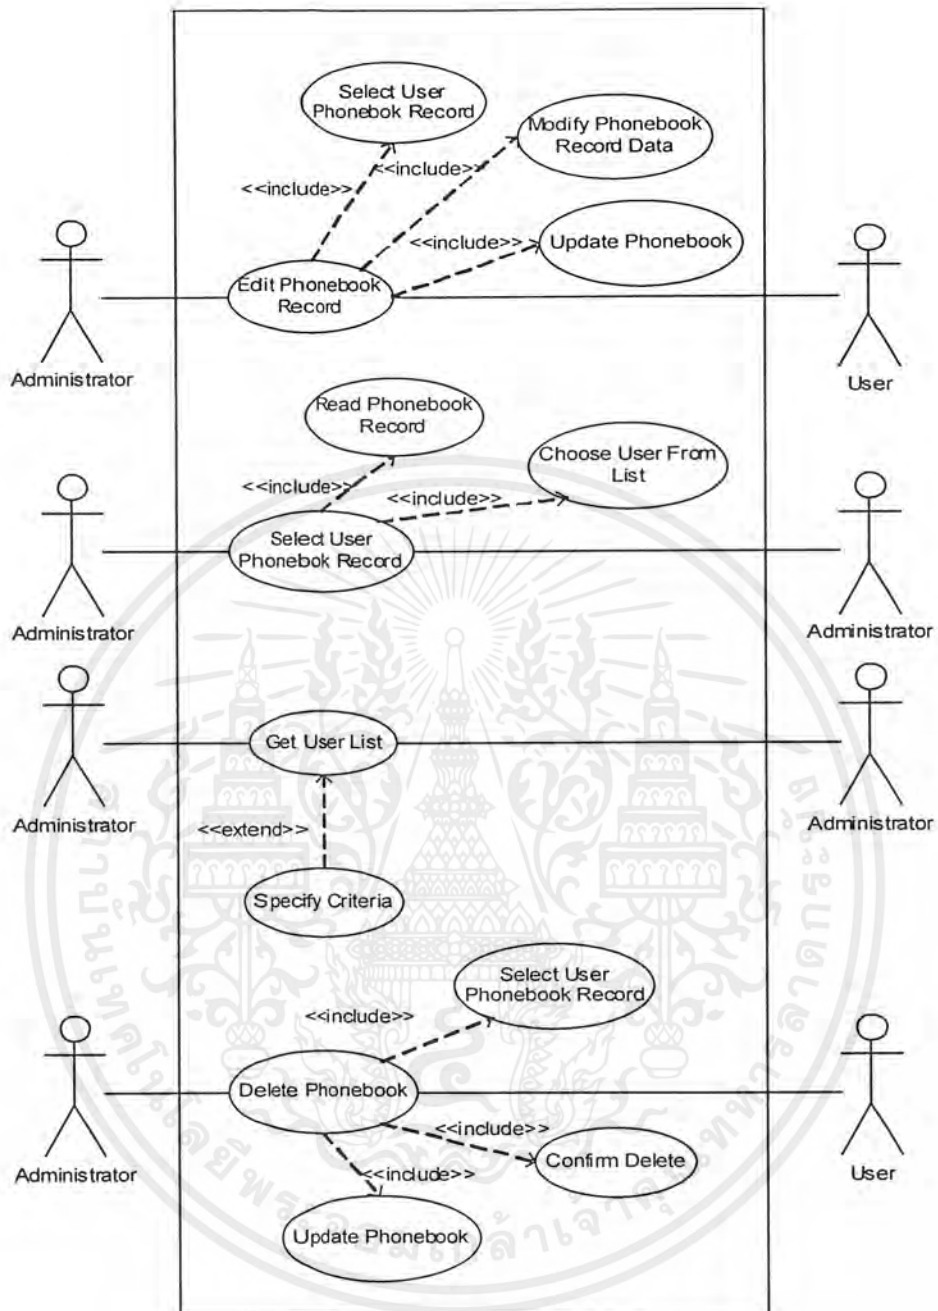 Select User
Phonebok Record
Modify Phonebook
Record Data
<<include>>
<<include>>
<<include>>
Update Phonebook
Edit Phonebook
Record
Administrator
User
Read Phonebook
Record
Choose User From
List
<<include>>
<<include>>
Select User
Phonebok Record
Administrator
Administrator
Get User List
Administrator
Administrator
<<extend>>
Specify Criteria
Select User
Phonebook Record
<<include>>
Delete Phonebook
<<include>>
Confirm Delete
Administrator
User
<<include>>
Update Phonebook